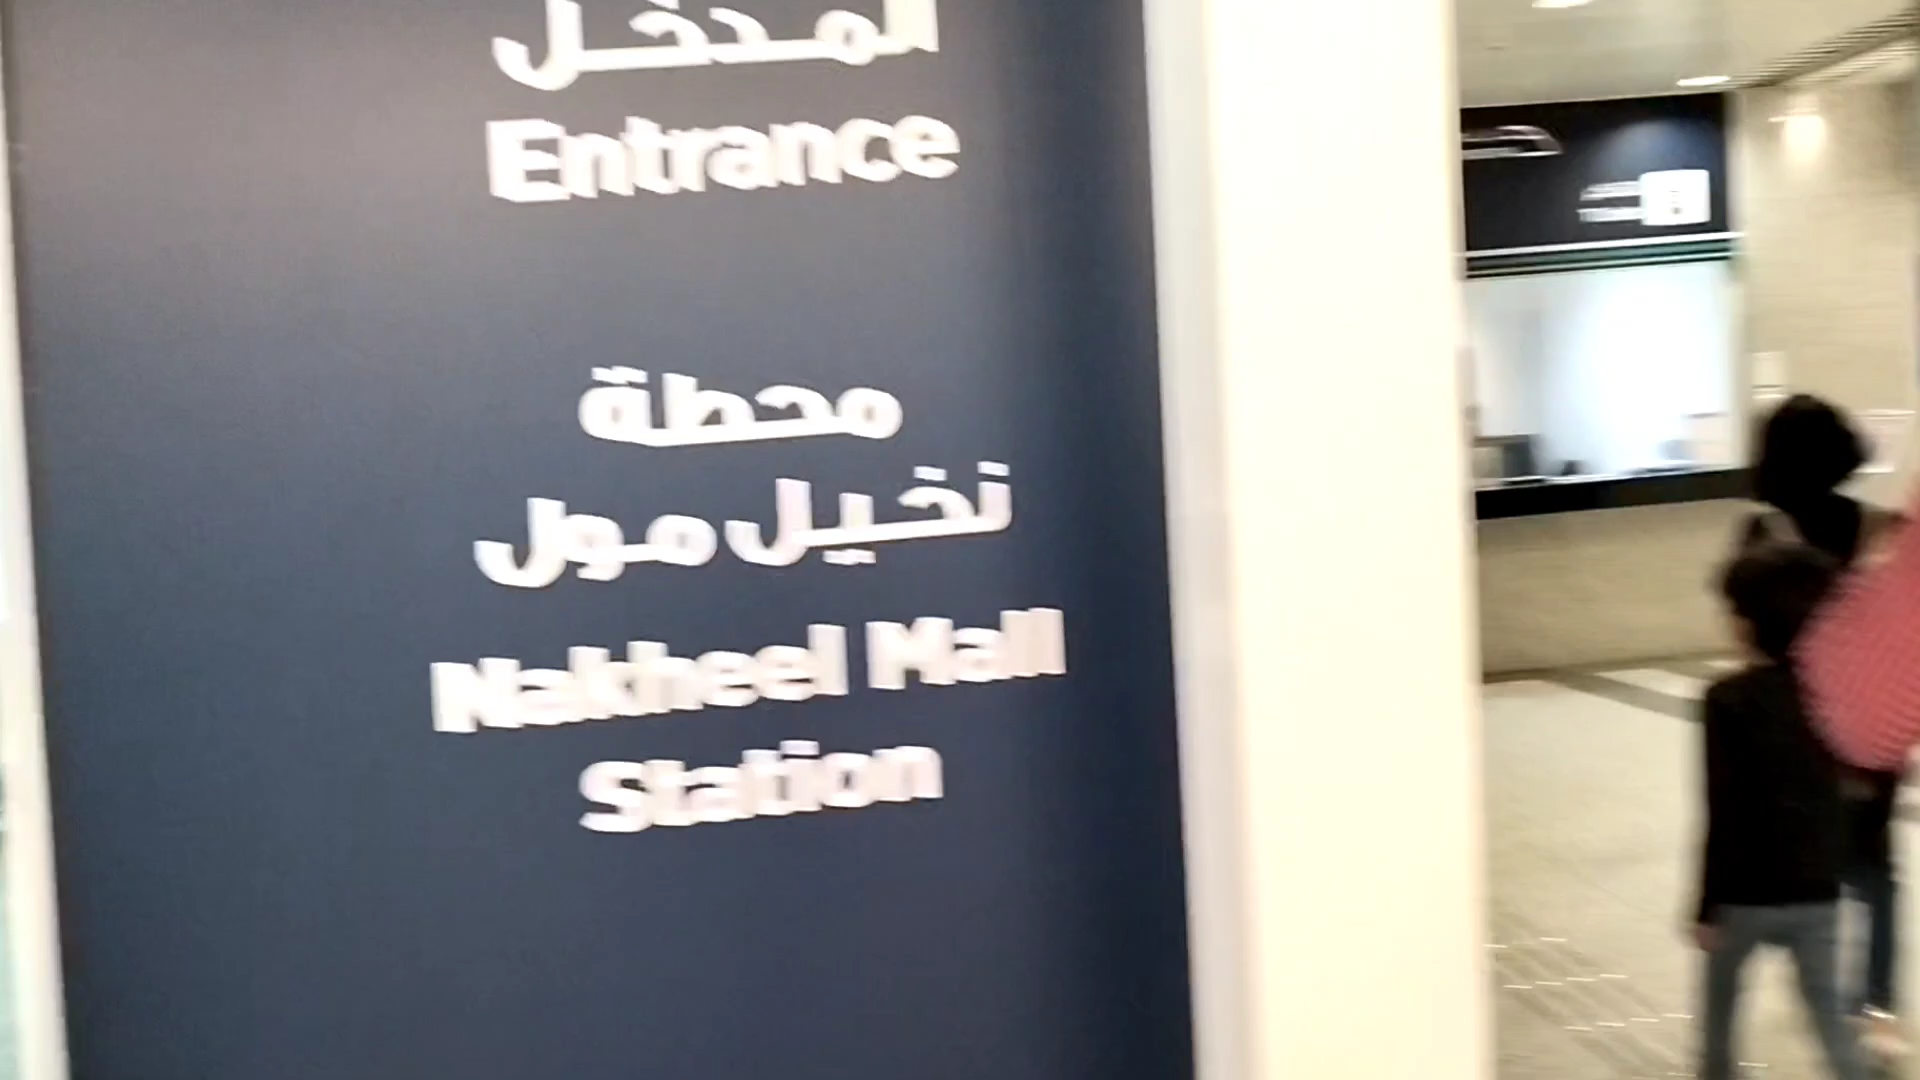 المدخل
Entrance
محطة
نخيل مول
Nakheel Mall
Station